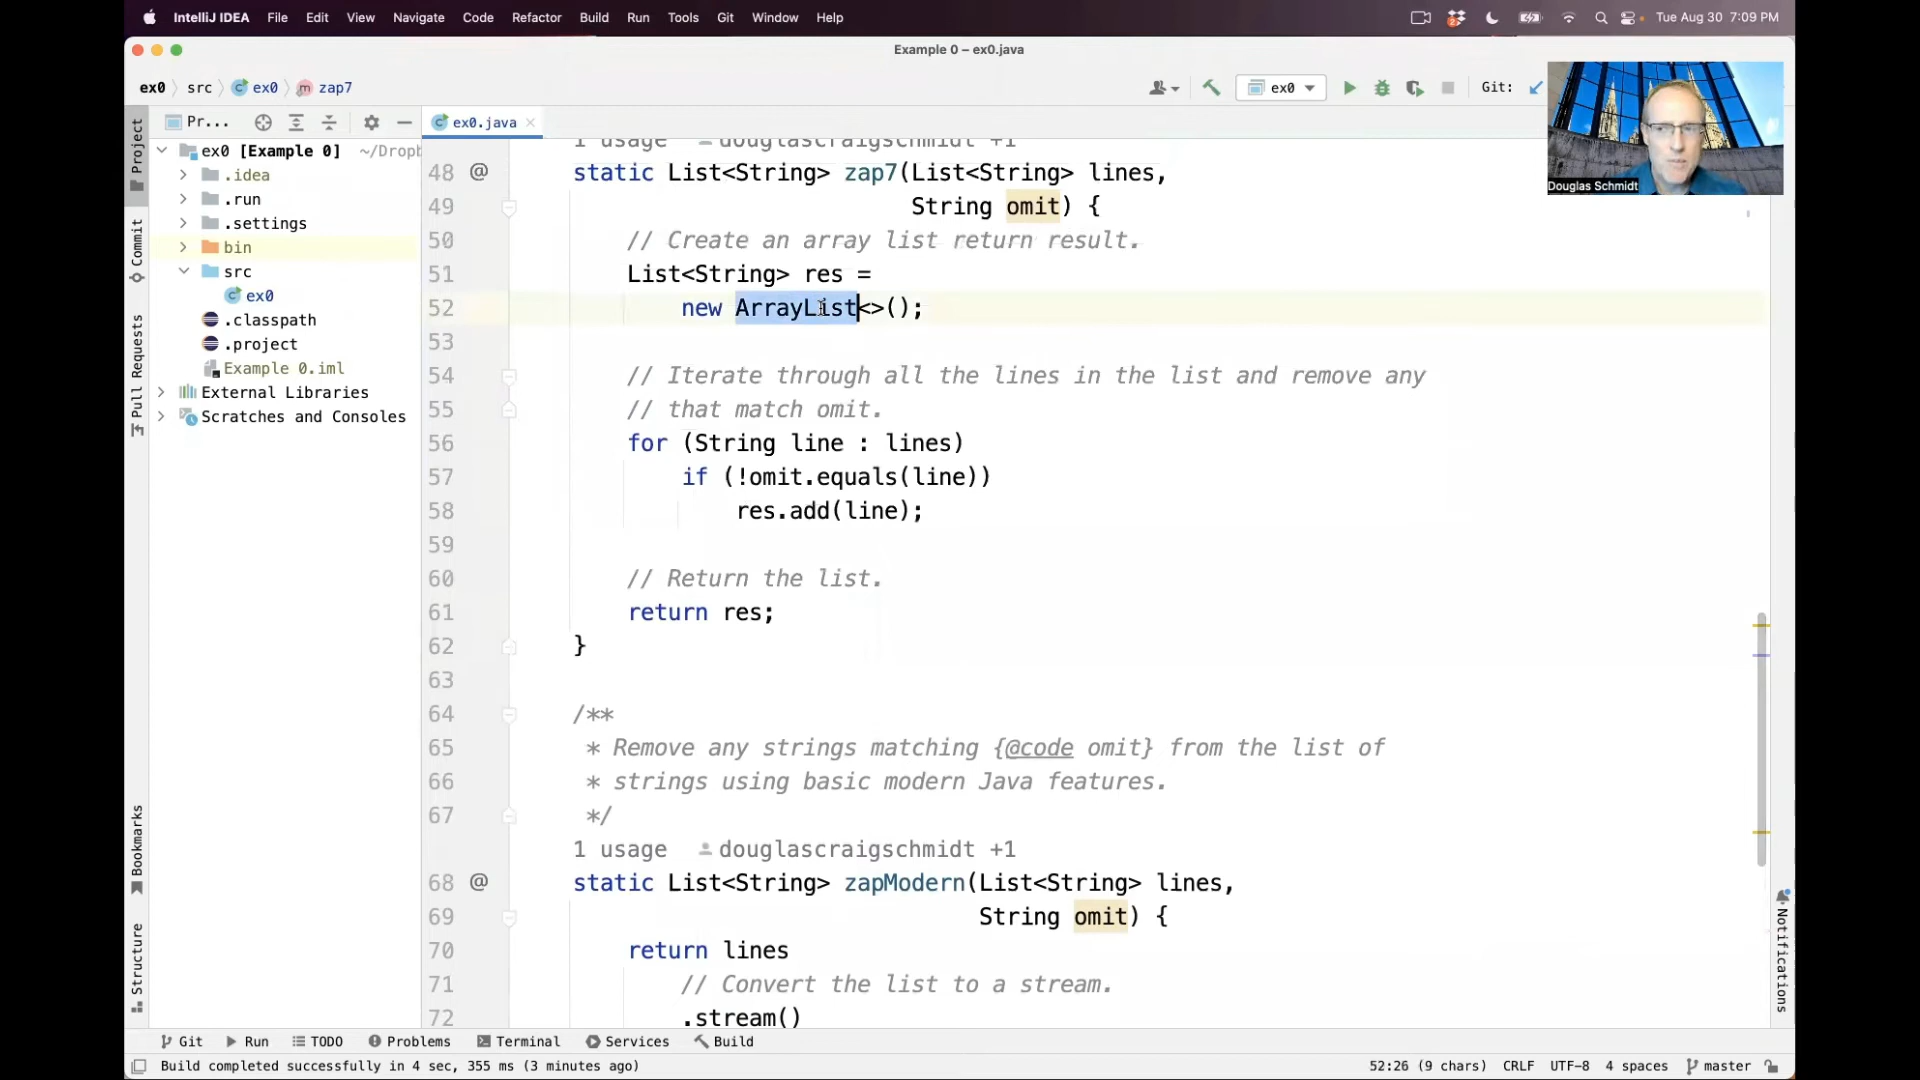 IntelliJ IDEA File Edit View Navigate Code Refactor Build Run Tools Git Window Help Tue Aug 30 7:09 PM
Example 0 – ex0.java
ex0 src ex0 zap7 ex0 Git:
Douglas Schmidt
Project
Commit
Pull Requests
Bookmarks
Structure
Notifications
Pr...
ex0 [Example 0] ~/Dropb
.idea
.run
.settings
bin
src
ex0
.classpath
.project
Example 0.iml
External Libraries
Scratches and Consoles
ex0.java
1 usage douglascraigschmidt +1
48 @ static List<String> zap7(List<String> lines,
49 String omit) {
50 // Create an array list return result.
51 List<String> res =
52 new ArrayList<>();
53
54 // Iterate through all the lines in the list and remove any
55 // that match omit.
56 for (String line : lines)
57 if (!omit.equals(line))
58 res.add(line);
59
60 // Return the list.
61 return res;
62 }
63
64 /**
65 * Remove any strings matching {@code omit} from the list of
66 * strings using basic modern Java features.
67 */
1 usage douglascraigschmidt +1
68 @ static List<String> zapModern(List<String> lines,
69 String omit) {
70 return lines
71 // Convert the list to a stream.
72 .stream()
Git Run TODO Problems Terminal Services Build
Build completed successfully in 4 sec, 355 ms (3 minutes ago) 52:26 (9 chars) CRLF UTF-8 4 spaces master